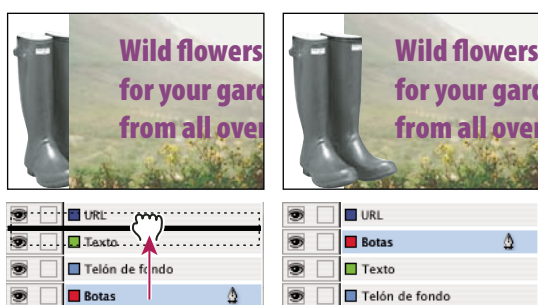 Wild flowers
for your gard
from all over
Wild flowers
for your gard
from all over
URL
Texto
Telón de fondo
Botas
URL
Botas
Texto
Telón de fondo